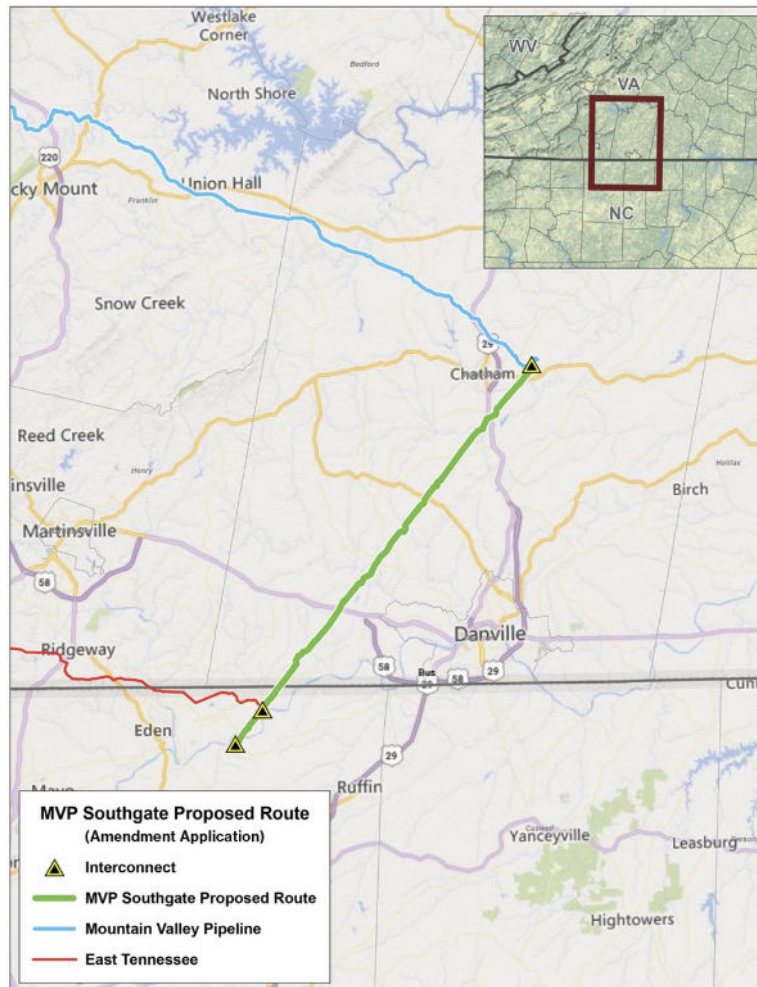 Westlake
Corner
Bedford
North Shore
WV
VA
NC
220
cky Mount
Union Hall
Franklin
Snow Creek
29
Chatham
Reed Creek
Henry
insville
Martinsville
58
Halifax
Birch
Ridgeway
Danville
58
Bus
29
58
29
Eden
29
Ruffin
Mayo
Yanceyville
Leasburg
Hightowers
MVP Southgate Proposed Route
(Amendment Application)
Interconnect
MVP Southgate Proposed Route
Mountain Valley Pipeline
East Tennessee